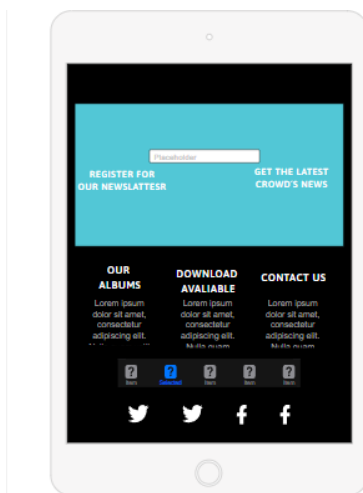 Placeholder
REGISTER FOR
OUR NEWSLATTESR
GET THE LATEST
CROWD'S NEWS
OUR
ALBUMS
Lorem ipsum
dolor sit amet,
consectetur
adipiscing elit.
DOWNLOAD
AVALIABLE
Lorem ipsum
dolor sit amet,
consectetur
adipiscing elit.
Nulla quam
CONTACT US
Lorem ipsum
dolor sit amet,
consectetur
adipiscing elit.
Nulla quam
? ? ? ? ?
Item Selected Item Item Item